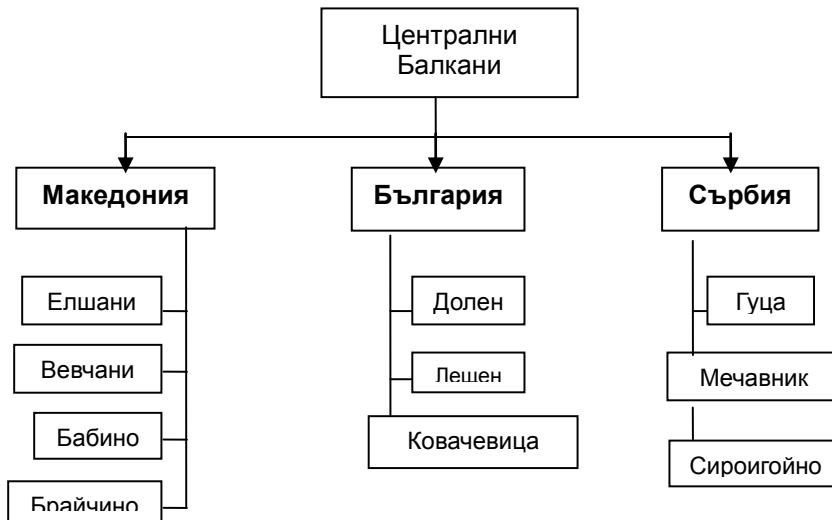 Централни
Балкани
Македония
България
Сърбия
Елшани
Долен
Гуца
Вевчани
Лешен
Мечавник
Бабино
Ковачевица
Сироигойно
Брайчино